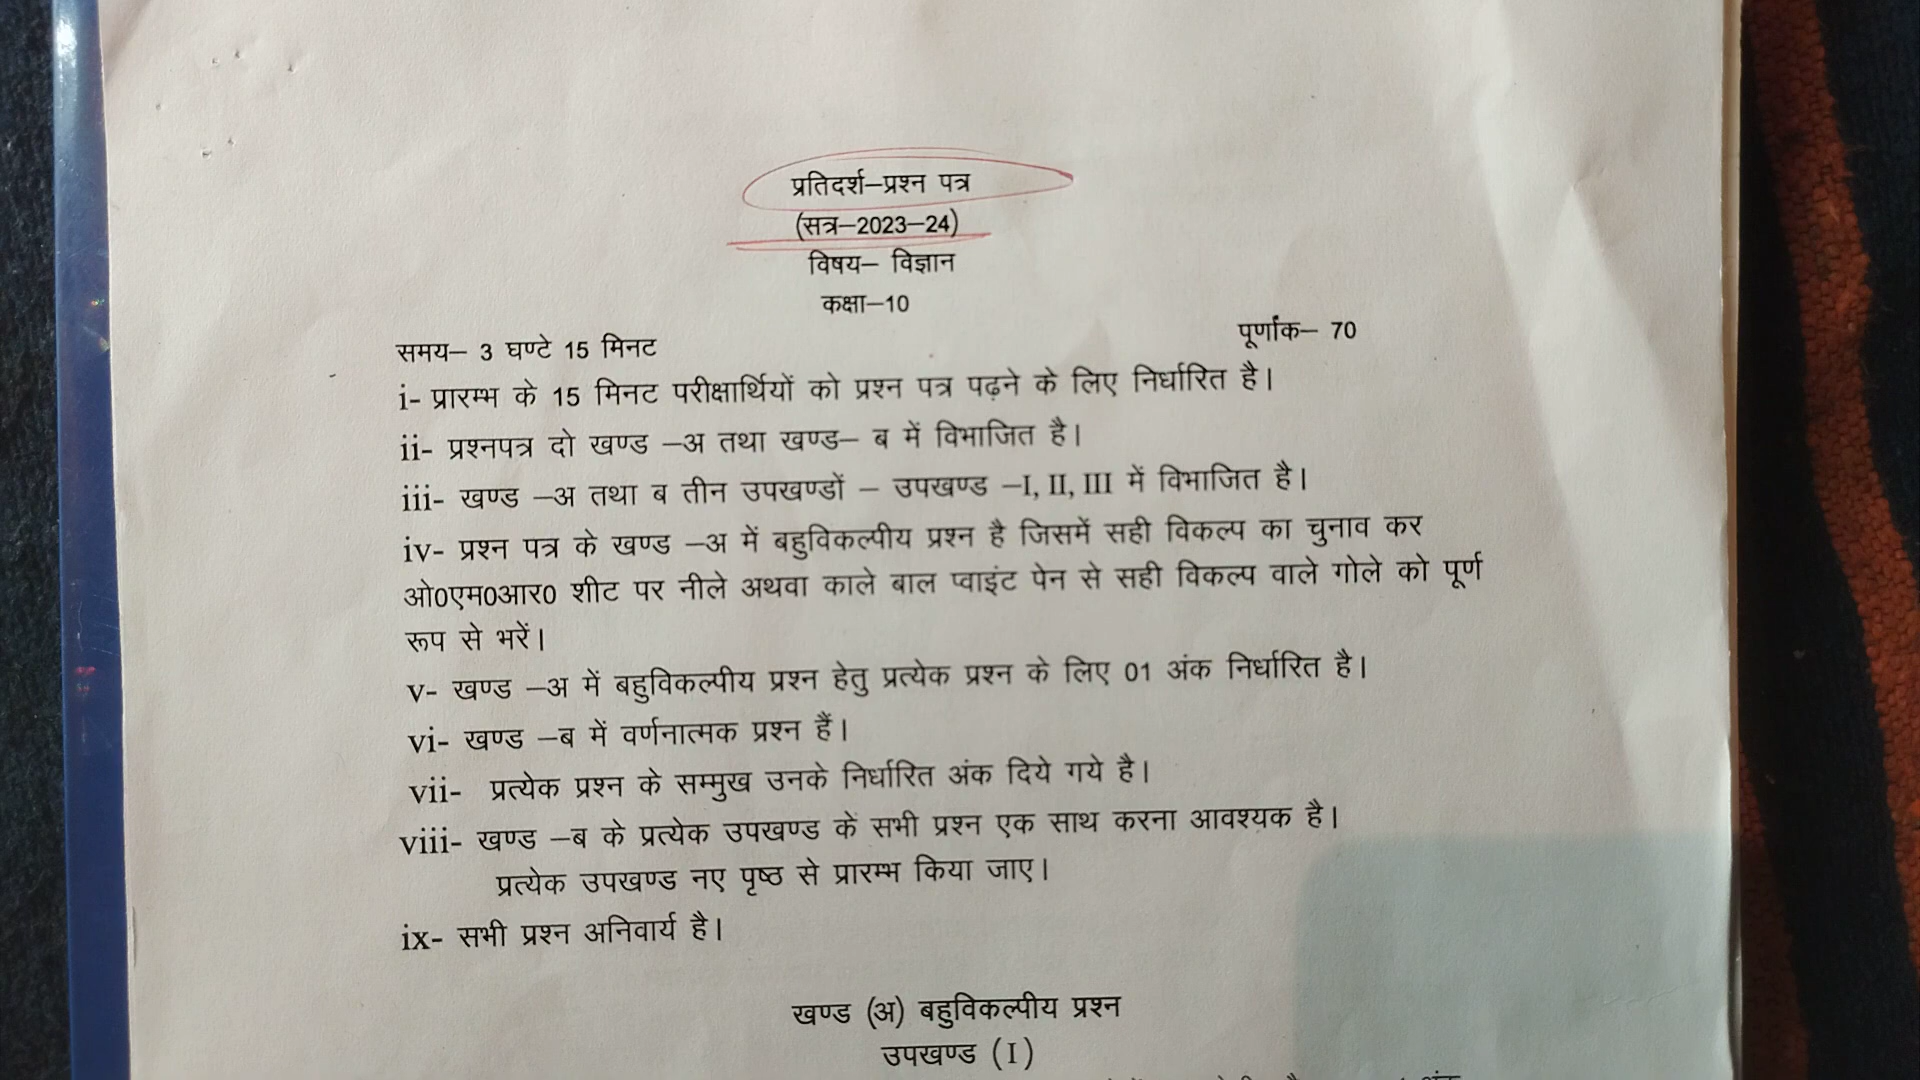 प्रतिदर्श–प्रश्न पत्र
(सत्र–2023–24)
विषय– विज्ञान
कक्षा–10
समय– 3 घण्टे 15 मिनट पूर्णांक– 70
i- प्रारम्भ के 15 मिनट परीक्षार्थियों को प्रश्न पत्र पढ़ने के लिए निर्धारित है।
ii- प्रश्नपत्र दो खण्ड –अ तथा खण्ड– ब में विभाजित है।
iii- खण्ड –अ तथा ब तीन उपखण्डों – उपखण्ड –I, II, III में विभाजित है।
iv- प्रश्न पत्र के खण्ड –अ में बहुविकल्पीय प्रश्न है जिसमें सही विकल्प का चुनाव कर
ओ0एम0आर0 शीट पर नीले अथवा काले बाल प्वाइंट पेन से सही विकल्प वाले गोले को पूर्ण
रूप से भरें।
v- खण्ड –अ में बहुविकल्पीय प्रश्न हेतु प्रत्येक प्रश्न के लिए 01 अंक निर्धारित है।
vi- खण्ड –ब में वर्णनात्मक प्रश्न हैं।
vii- प्रत्येक प्रश्न के सम्मुख उनके निर्धारित अंक दिये गये है।
viii- खण्ड –ब के प्रत्येक उपखण्ड के सभी प्रश्न एक साथ करना आवश्यक है।
प्रत्येक उपखण्ड नए पृष्ठ से प्रारम्भ किया जाए।
ix- सभी प्रश्न अनिवार्य है।
खण्ड (अ) बहुविकल्पीय प्रश्न
उपखण्ड (I)